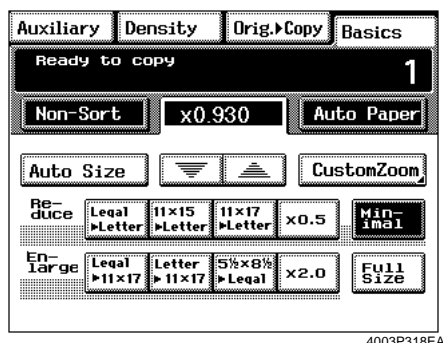 Auxiliary Density Orig.▸Copy Basics
Ready to copy
1
Non-Sort x0.930 Auto Paper
Auto Size CustomZoom
Re-
duce
Legal
▸Letter
11×15
▸Letter
11×17
▸Letter
×0.5
Min-
imal
En-
large
Legal
▸11×17
Letter
▸11×17
5½×8½
▸Legal
×2.0
Full
Size
4003P318EA